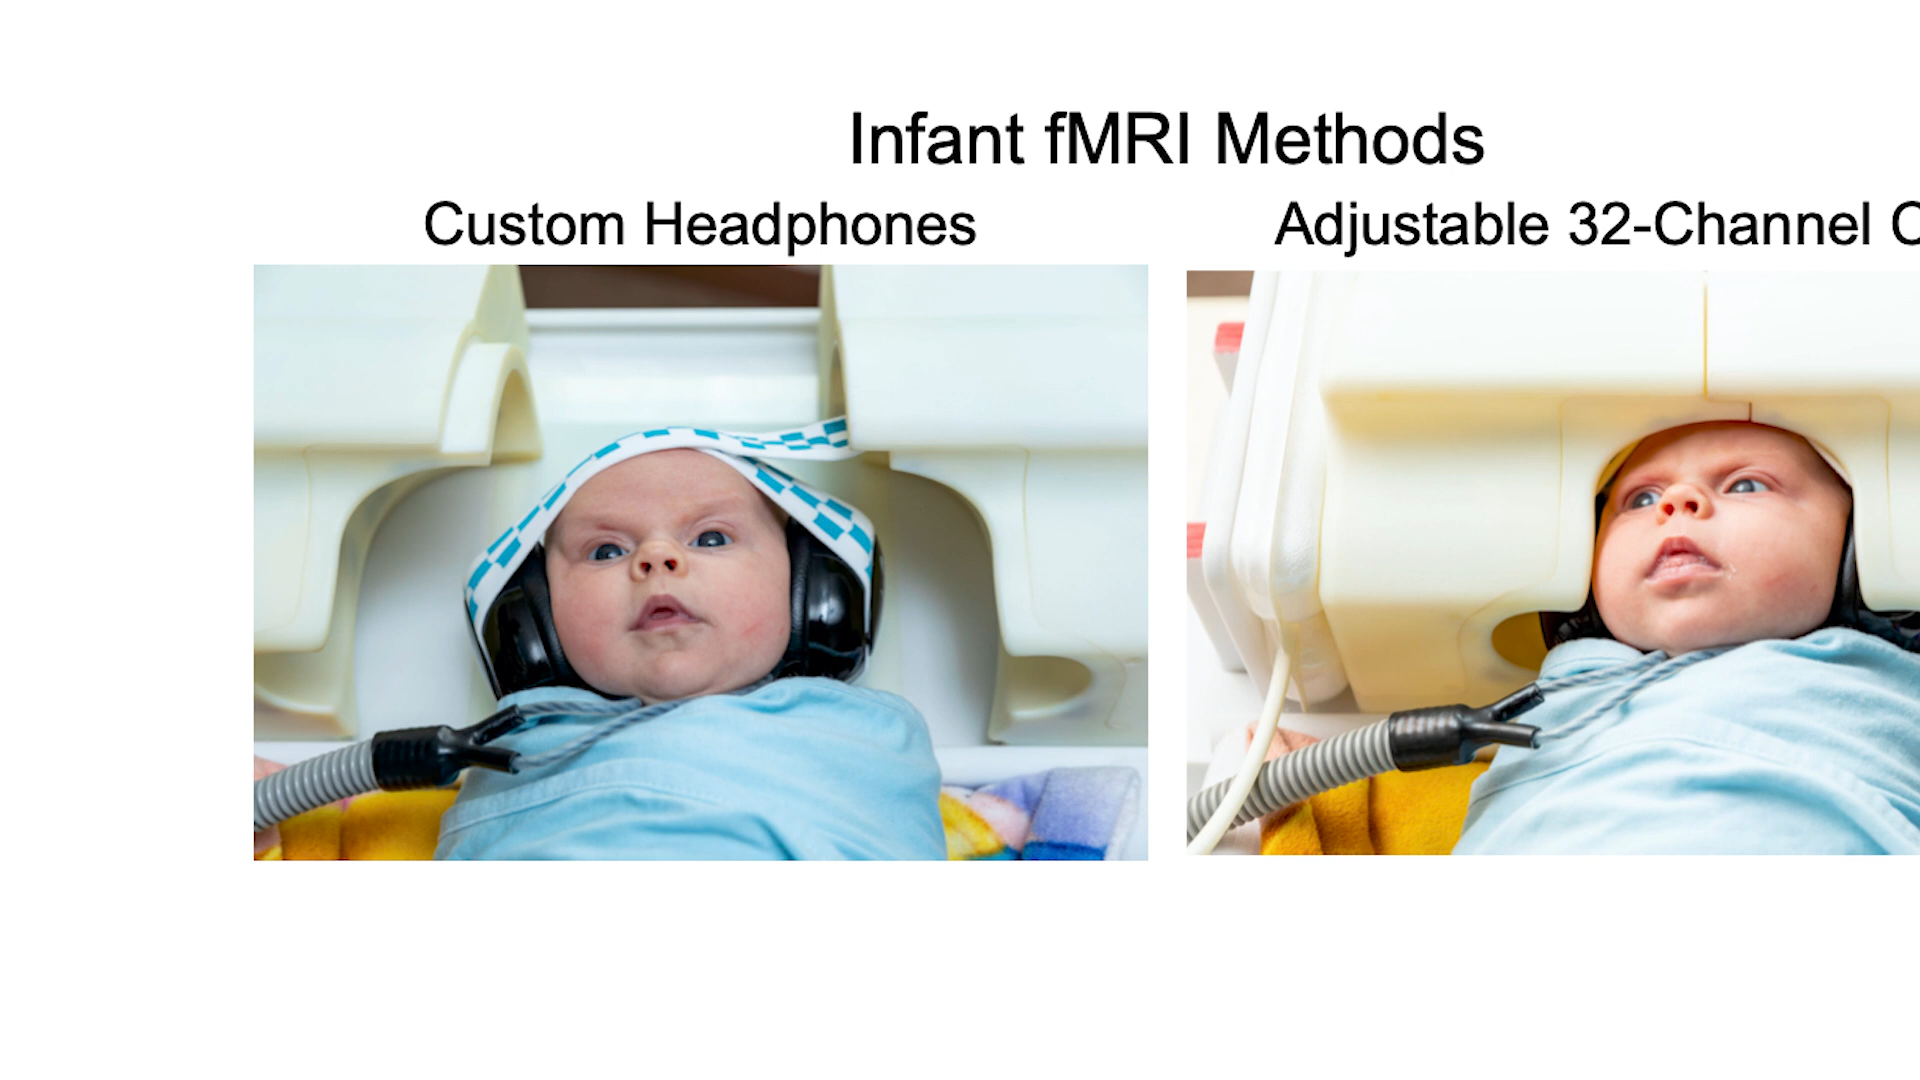 Infant fMRI Methods
Custom Headphones
Adjustable 32-Channel